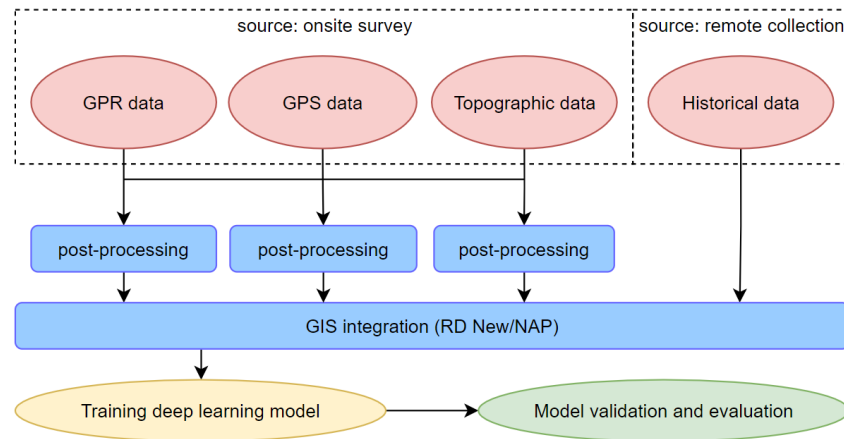 source: onsite survey
source: remote collection
GPR data
GPS data
Topographic data
Historical data
post-processing
post-processing
post-processing
GIS integration (RD New/NAP)
Training deep learning model
Model validation and evaluation